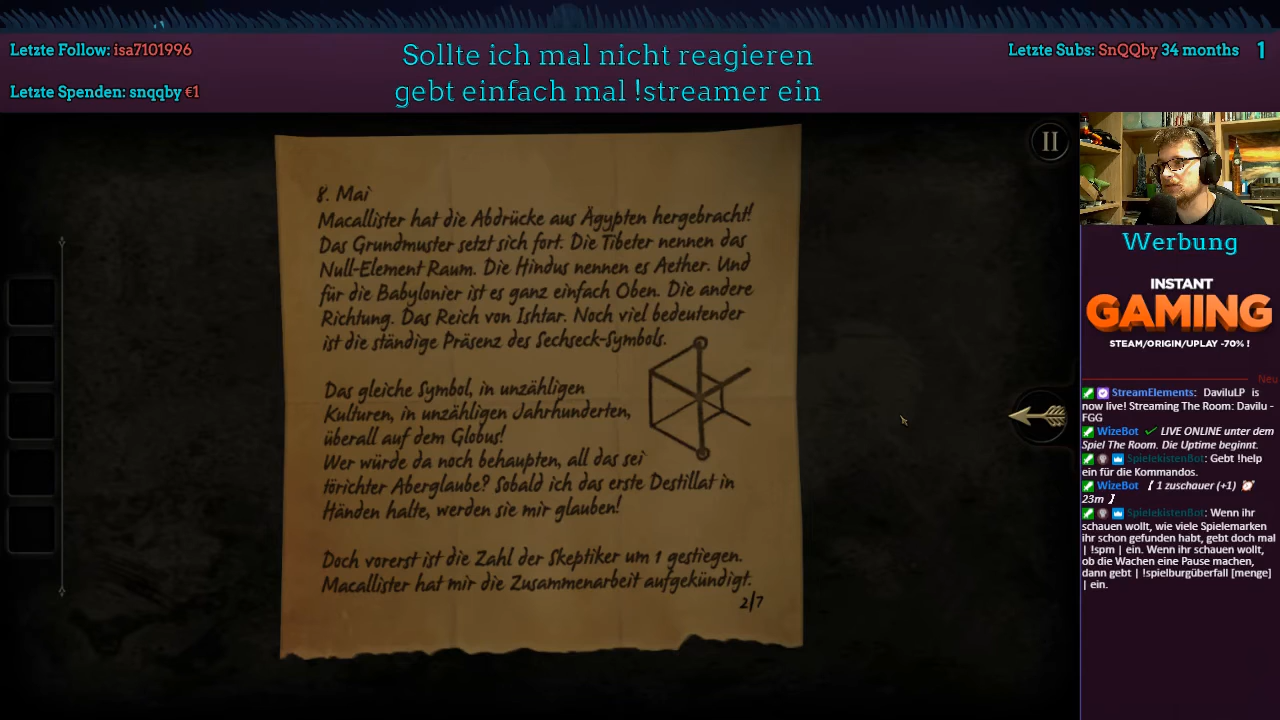 Letzte Follow: isa7101996
Letzte Spenden: snqqby €1
Sollte ich mal nicht reagieren
gebt einfach mal !streamer ein
Letzte Subs: SnQQby 34 months 1
8. Mai
Macallister hat die Abdrücke aus Ägypten hergebracht!
Das Grundmuster setzt sich fort. Die Tibeter nennen das
Null-Element Raum. Die Hindus nennen es Aether. Und
für die Babylonier ist es ganz einfach Oben. Die andere
Richtung. Das Reich von Ishtar. Noch viel bedeutender
ist die ständige Präsenz des Sechseck-Symbols.
Das gleiche Symbol, in unzähligen
Kulturen, in unzähligen Jahrhunderten,
überall auf dem Globus!
Wer würde da noch behaupten, all das sei
törichter Aberglaube? Sobald ich das erste Destillat in
Händen halte, werden sie mir glauben!
Doch vorerst ist die Zahl der Skeptiker um 1 gestiegen.
Macallister hat mir die Zusammenarbeit aufgekündigt.
2/7
Werbung
INSTANT
GAMING
STEAM/ORIGIN/UPLAY -70% !
Neu
StreamElements: DaviluLP is
now live! Streaming The Room: Davilu -
FGG
WizeBot LIVE ONLINE unter dem
Spiel The Room. Die Uptime beginnt.
SpielekistenBot: Gebt !help
ein für die Kommandos.
WizeBot 1 zuschauer (+1)
23m
SpielekistenBot: Wenn ihr
schauen wollt, wie viele Spielemarken
ihr schon gefunden habt, gebt doch mal
| !spm | ein. Wenn ihr schauen wollt,
ob die Wachen eine Pause machen,
dann gebt | !spielburgüberfall [menge]
| ein.